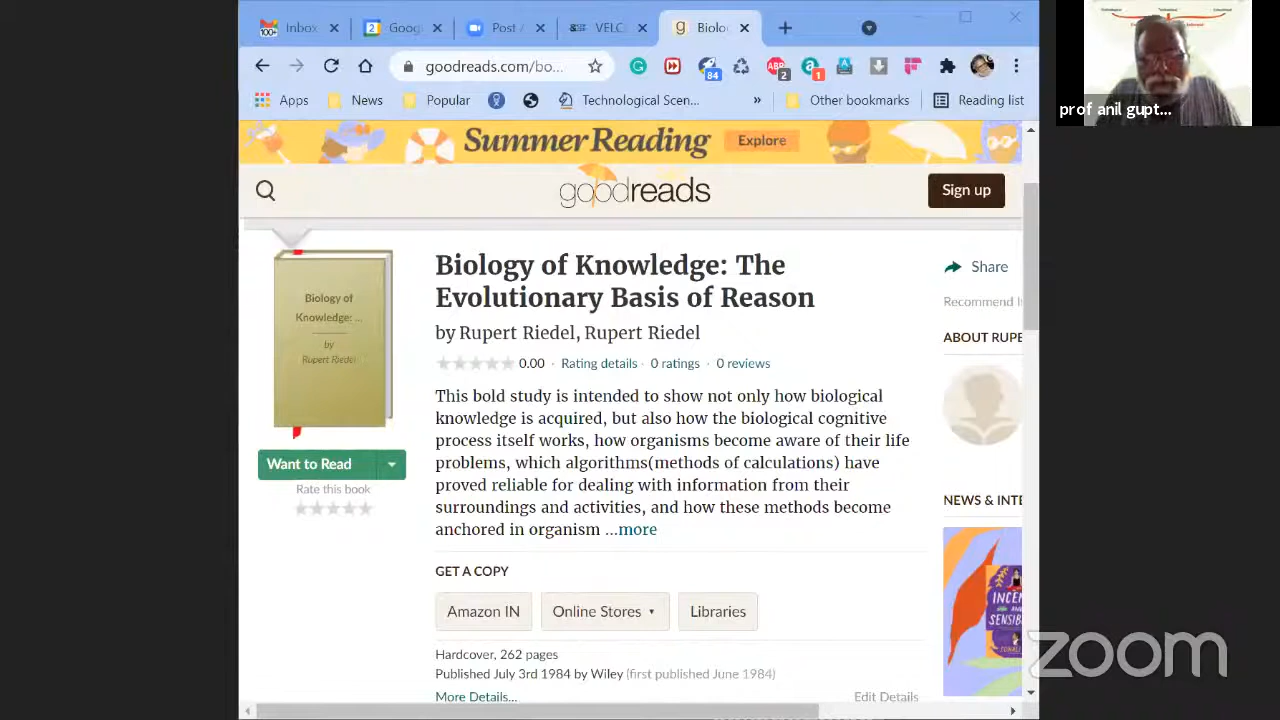 Inbox
Goog
Pe
VELC
Biolo
goodreads.com/bo...
84
2
1
Apps
News
Popular
Technological Scen...
»
Other bookmarks
Reading list
prof anil gupt...
Summer Reading
Explore
goodreads
Sign up
Biology of Knowledge: The
Evolutionary Basis of Reason
by Rupert Riedel, Rupert Riedel
0.00 · Rating details · 0 ratings · 0 reviews
Biology of
Knowledge: ...
by
Rupert Riedel
Want to Read
Rate this book
This bold study is intended to show not only how biological
knowledge is acquired, but also how the biological cognitive
process itself works, how organisms become aware of their life
problems, which algorithms(methods of calculations) have
proved reliable for dealing with information from their
surroundings and activities, and how these methods become
anchored in organism ...more
GET A COPY
Amazon IN
Online Stores
Libraries
Hardcover, 262 pages
Published July 3rd 1984 by Wiley (first published June 1984)
More Details...
Edit Details
Share
Recommend
ABOUT RUPE
NEWS & INTE
zoom